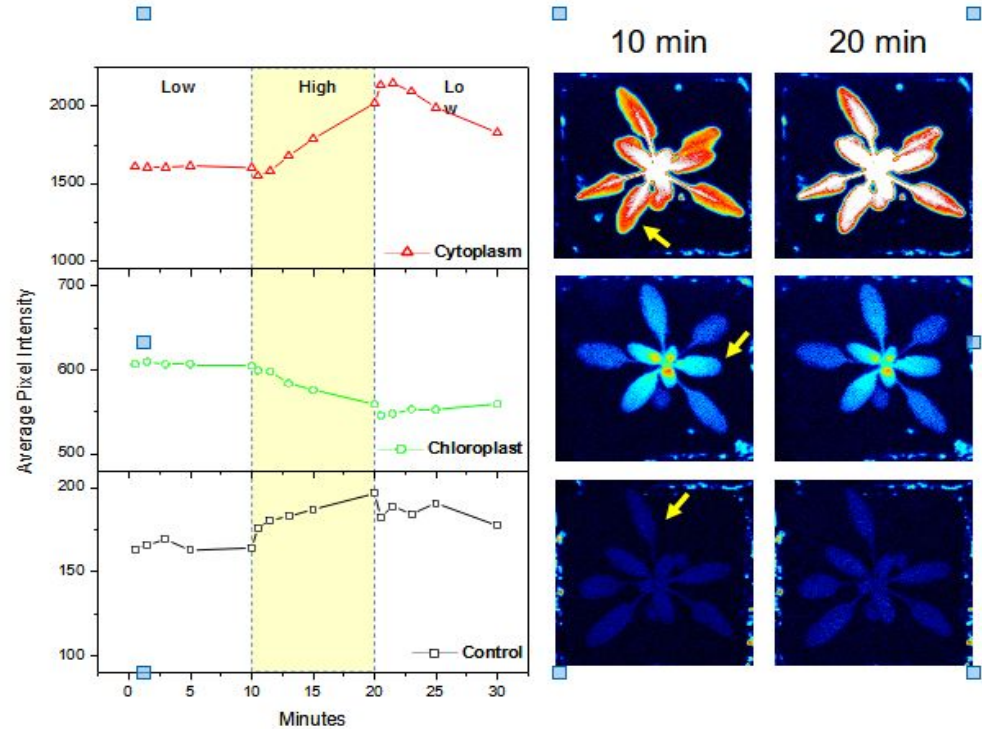 10 min
20 min
Low
High
Lo
w
2000
1500
1000
Cytoplasm
700
600
500
Chloroplast
200
150
100
Control
Average Pixel Intensity
0
5
10
15
20
25
30
Minutes